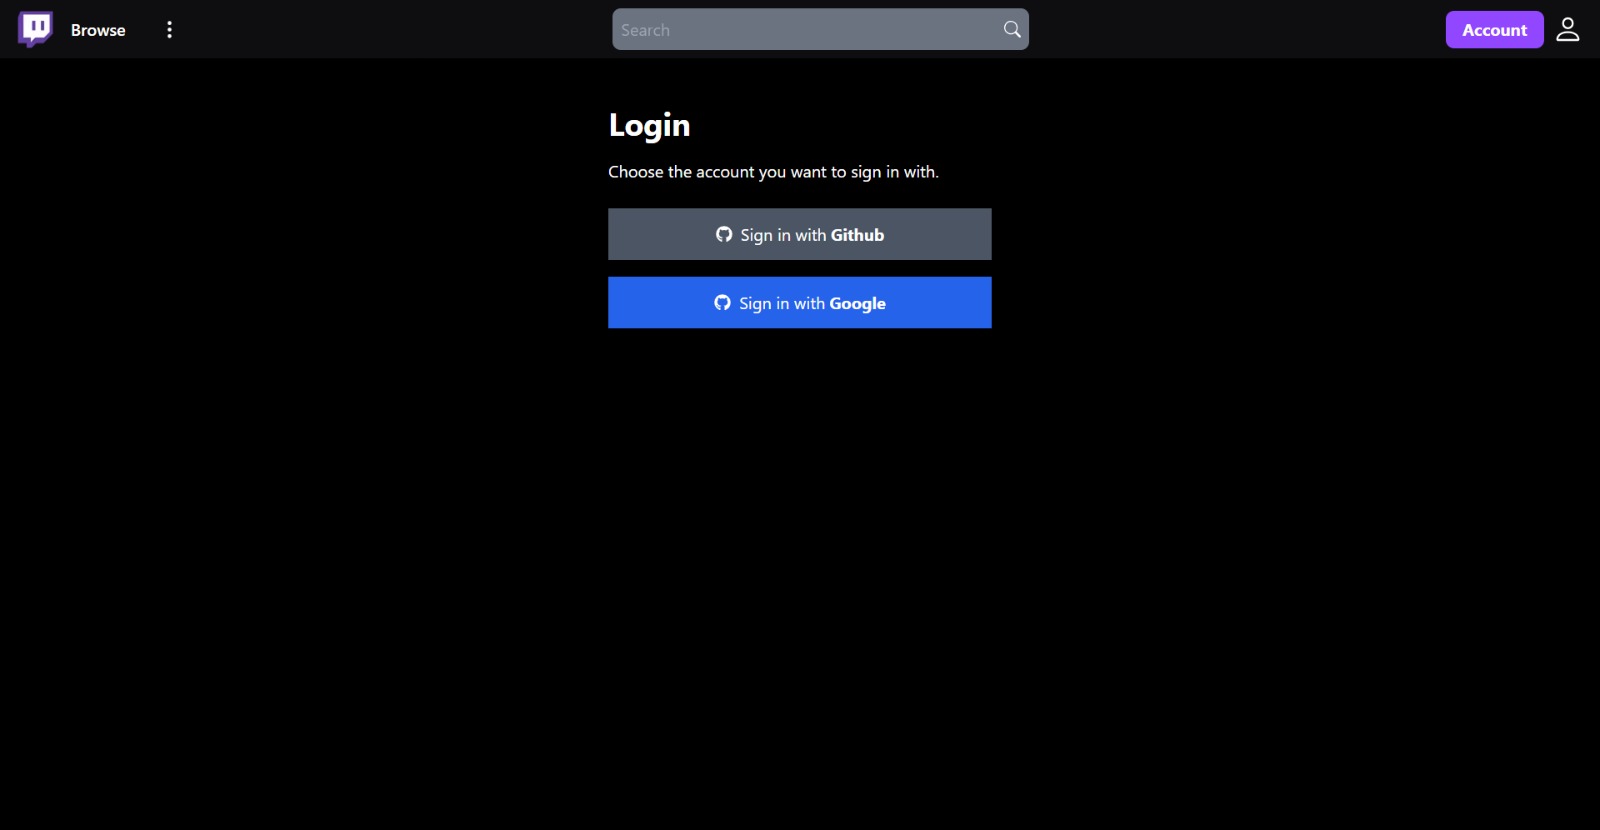 Browse
Search
Account
Login
Choose the account you want to sign in with.
Sign in with Github
Sign in with Google